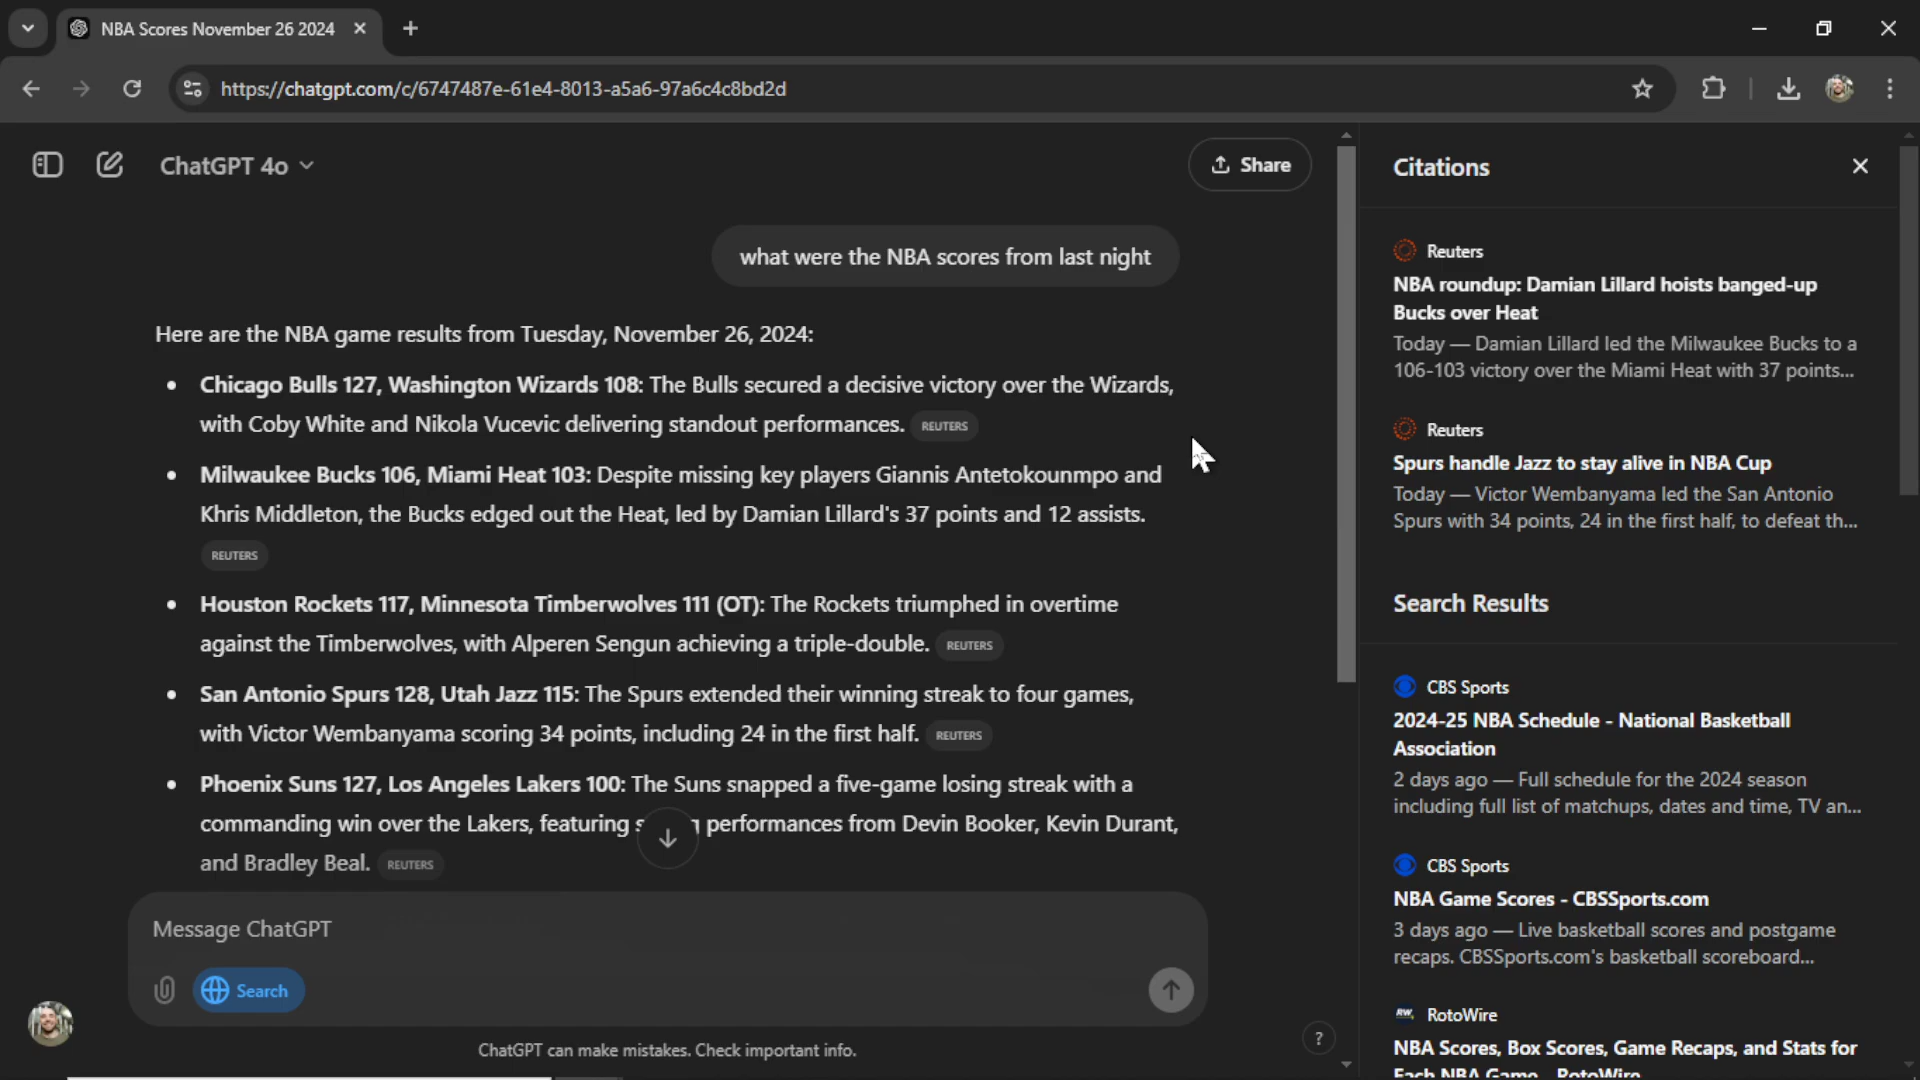 NBA Scores November 26 2024
https://chatgpt.com/c/6747487e-61e4-8013-a5a6-97a6c4c8bd2d
ChatGPT 4o
Share
what were the NBA scores from last night
Here are the NBA game results from Tuesday, November 26, 2024:
• Chicago Bulls 127, Washington Wizards 108: The Bulls secured a decisive victory over the Wizards,
with Coby White and Nikola Vucevic delivering standout performances. REUTERS
• Milwaukee Bucks 106, Miami Heat 103: Despite missing key players Giannis Antetokounmpo and
Khris Middleton, the Bucks edged out the Heat, led by Damian Lillard's 37 points and 12 assists.
REUTERS
• Houston Rockets 117, Minnesota Timberwolves 111 (OT): The Rockets triumphed in overtime
against the Timberwolves, with Alperen Sengun achieving a triple-double. REUTERS
• San Antonio Spurs 128, Utah Jazz 115: The Spurs extended their winning streak to four games,
with Victor Wembanyama scoring 34 points, including 24 in the first half. REUTERS
• Phoenix Suns 127, Los Angeles Lakers 100: The Suns snapped a five-game losing streak with a
commanding win over the Lakers, featuring performances from Devin Booker, Kevin Durant,
and Bradley Beal. REUTERS
Message ChatGPT
Search
ChatGPT can make mistakes. Check important info.
?
Citations
Reuters
NBA roundup: Damian Lillard hoists banged-up
Bucks over Heat
Today — Damian Lillard led the Milwaukee Bucks to a
106-103 victory over the Miami Heat with 37 points...
Reuters
Spurs handle Jazz to stay alive in NBA Cup
Today — Victor Wembanyama led the San Antonio
Spurs with 34 points, 24 in the first half, to defeat th...
Search Results
CBS Sports
2024-25 NBA Schedule - National Basketball
Association
2 days ago — Full schedule for the 2024 season
including full list of matchups, dates and time, TV an...
CBS Sports
NBA Game Scores - CBSSports.com
3 days ago — Live basketball scores and postgame
recaps. CBSSports.com's basketball scoreboard...
RW. RotoWire
NBA Scores, Box Scores, Game Recaps, and Stats for
Each NBA Game - RotoWire